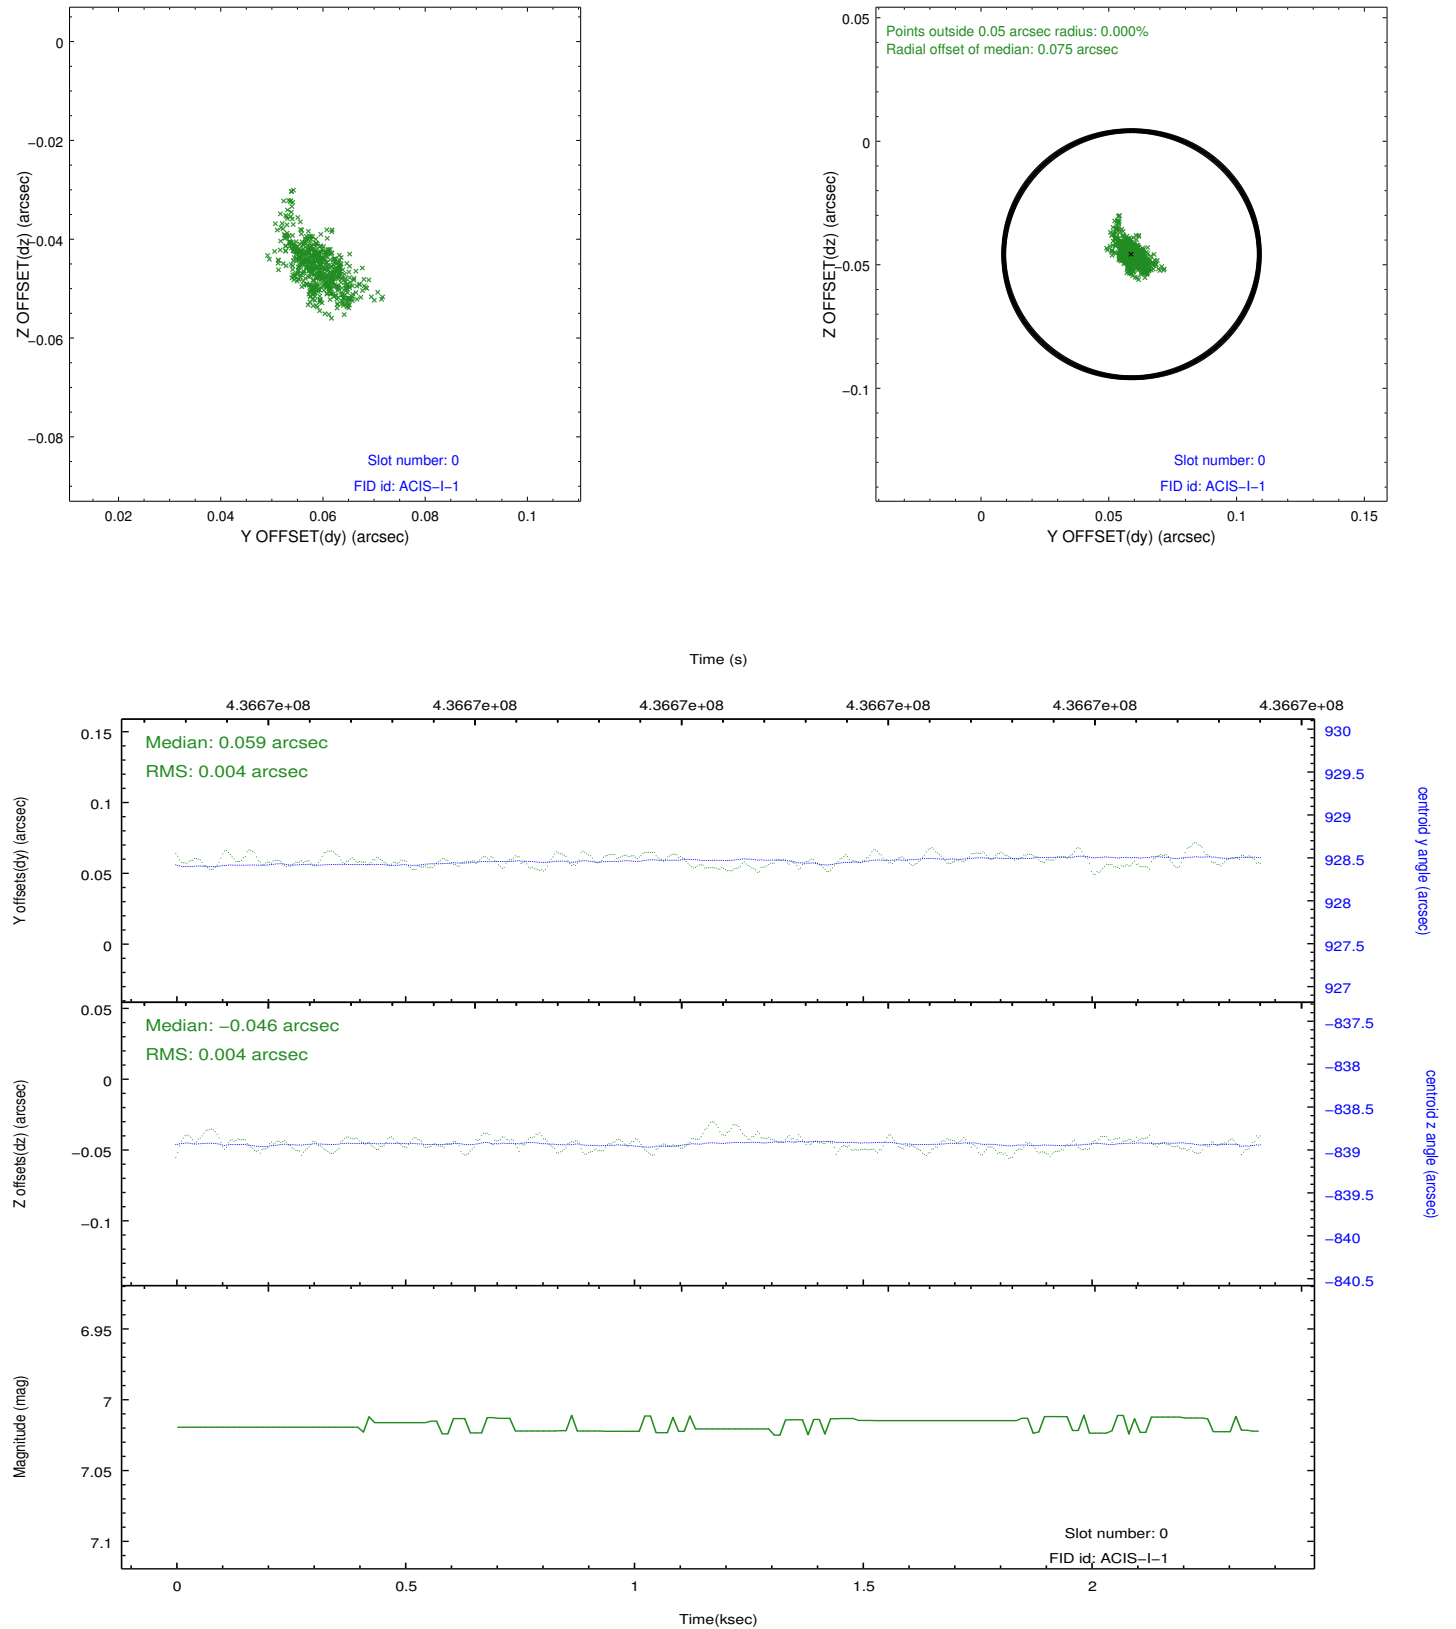 0
−0.02
−0.04
−0.06
−0.08
Z OFFSET(dz) (arcsec)
Slot number: 0
FID id: ACIS−I−1
0.02
0.04
0.06
0.08
0.1
Y OFFSET(dy) (arcsec)
Points outside 0.05 arcsec radius: 0.000%
Radial offset of median: 0.075 arcsec
0.05
0
−0.05
−0.1
Z OFFSET(dz) (arcsec)
Slot number: 0
FID id: ACIS−I−1
0
0.05
0.1
0.15
Y OFFSET(dy) (arcsec)
Time (s)
4.3667e+08 4.3667e+08 4.3667e+08 4.3667e+08 4.3667e+08 4.3667e+08
Median: 0.059 arcsec
RMS: 0.004 arcsec
0.15
0.1
0.05
0
Y offsets(dy) (arcsec)
930
929.5
929
928.5
928
927.5
927
centroid y angle (arcsec)
Median: −0.046 arcsec
RMS: 0.004 arcsec
0.05
0
−0.05
−0.1
Z offsets(dz) (arcsec)
−837.5
−838
−838.5
−839
−839.5
−840
−840.5
centroid z angle (arcsec)
6.95
7
7.05
7.1
Magnitude (mag)
Slot number: 0
FID id: ACIS−I−1
0
0.5
1
1.5
2
Time(ksec)